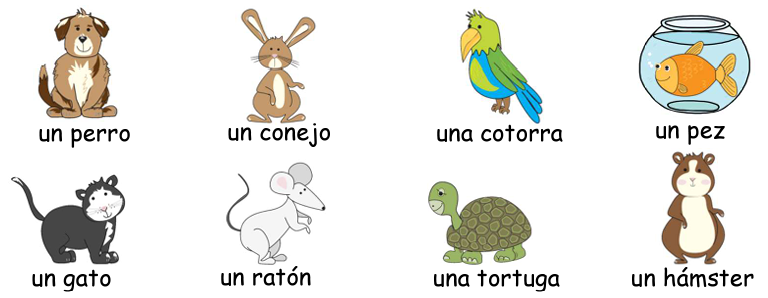 un perro
un conejo
una cotorra
un pez
un gato
un ratón
una tortuga
un hámster